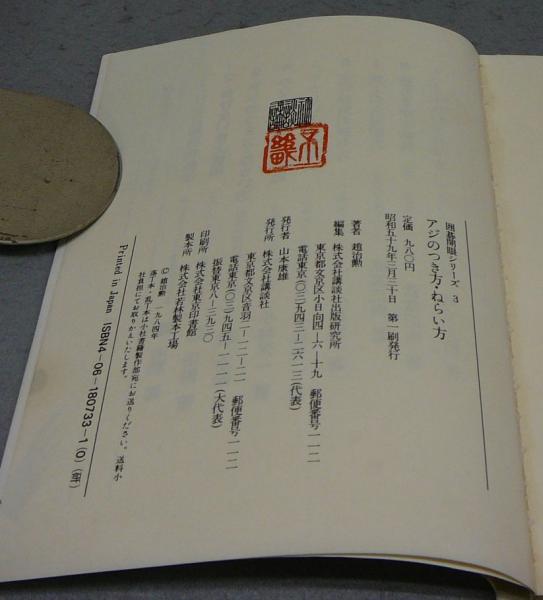 囲碁開眼シリーズ 3
アジのつき方・ねらい方
昭和五十九年三月三十日 第一刷発行
定価 九八〇円
著者 趙治勲
編集 株式会社講談社出版研究所
東京都文京区小日向四—六—十九 郵便番号一一二
電話東京(〇三)九四三—二六一三(代表)
発行者 山本康雄
発行所 株式会社講談社
東京都文京区音羽二—一二—二一 郵便番号一一二
電話東京(〇三)九四五—一一一一(大代表)
振替東京八—三九三〇
印刷所 株式会社東京印書館
製本所 株式会社若林製本工場
© 趙治勲 一九八四年
落丁本・乱丁本は小社書籍製作部宛にお送りください。送料小
社負担にてお取りかえいたします。
Printed in Japan ISBN4-06-180733-1 (0) (研)